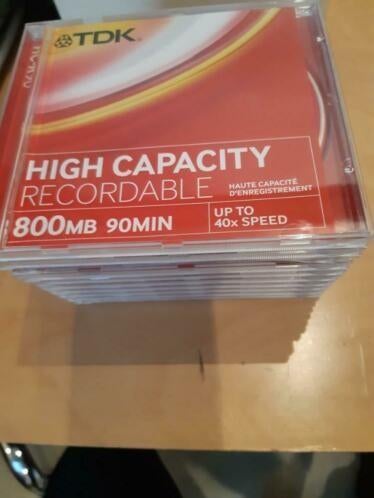 TDK
HIGH CAPACITY
RECORDABLE
HAUTE CAPACITÉ
D'ENREGISTREMENT
800MB 90MIN
UP TO
40x SPEED